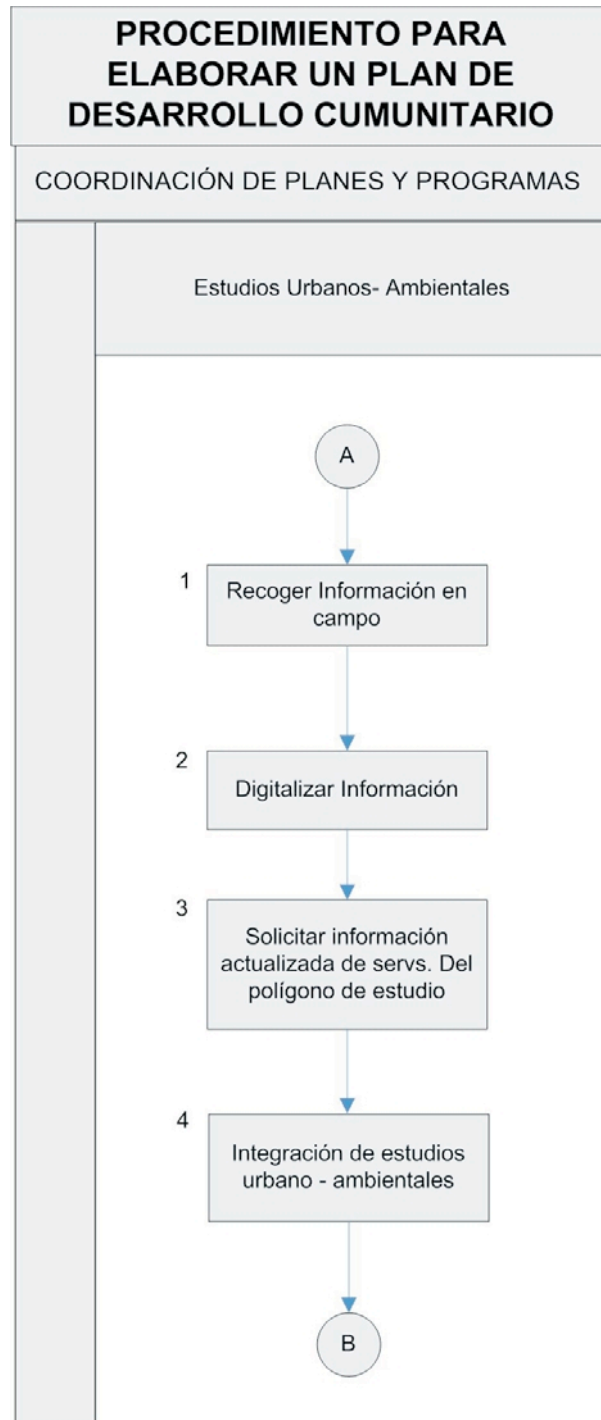 PROCEDIMIENTO PARA
ELABORAR UN PLAN DE
DESARROLLO CUMUNITARIO
COORDINACIÓN DE PLANES Y PROGRAMAS
Estudios Urbanos- Ambientales
A
1
Recoger Información en
campo
2
Digitalizar Información
3
Solicitar información
actualizada de servs. Del
polígono de estudio
4
Integración de estudios
urbano - ambientales
B